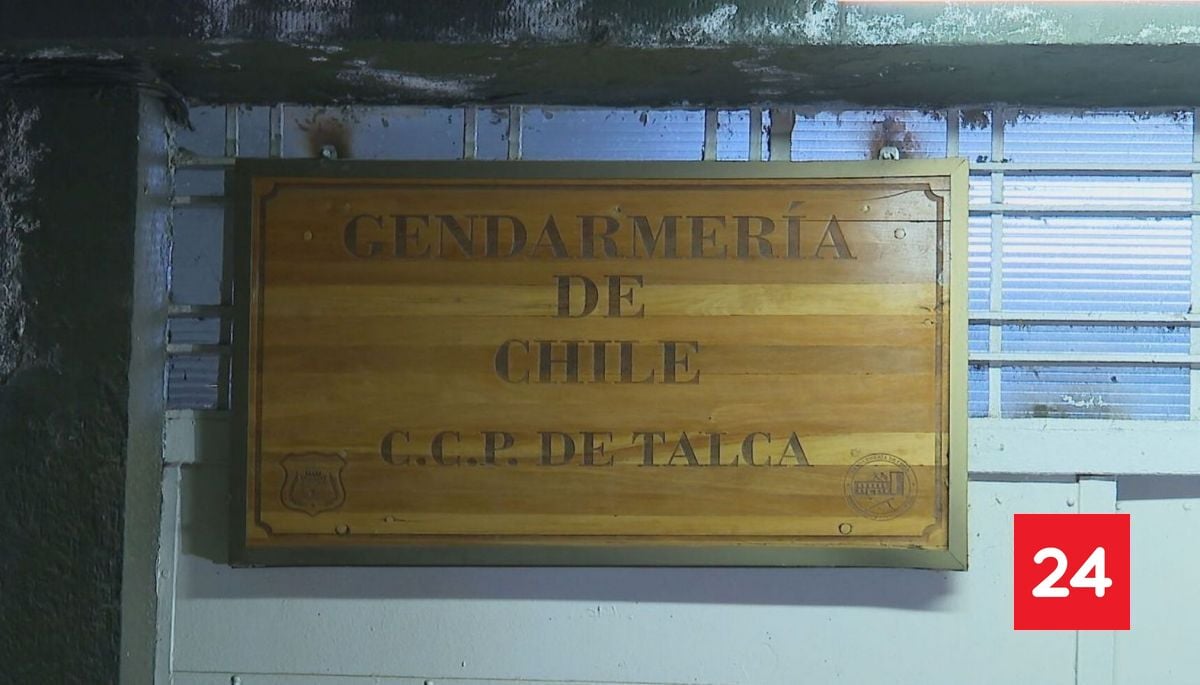 GENDARMERÍA
DE
CHILE
C.C.P. DE TALCA
24